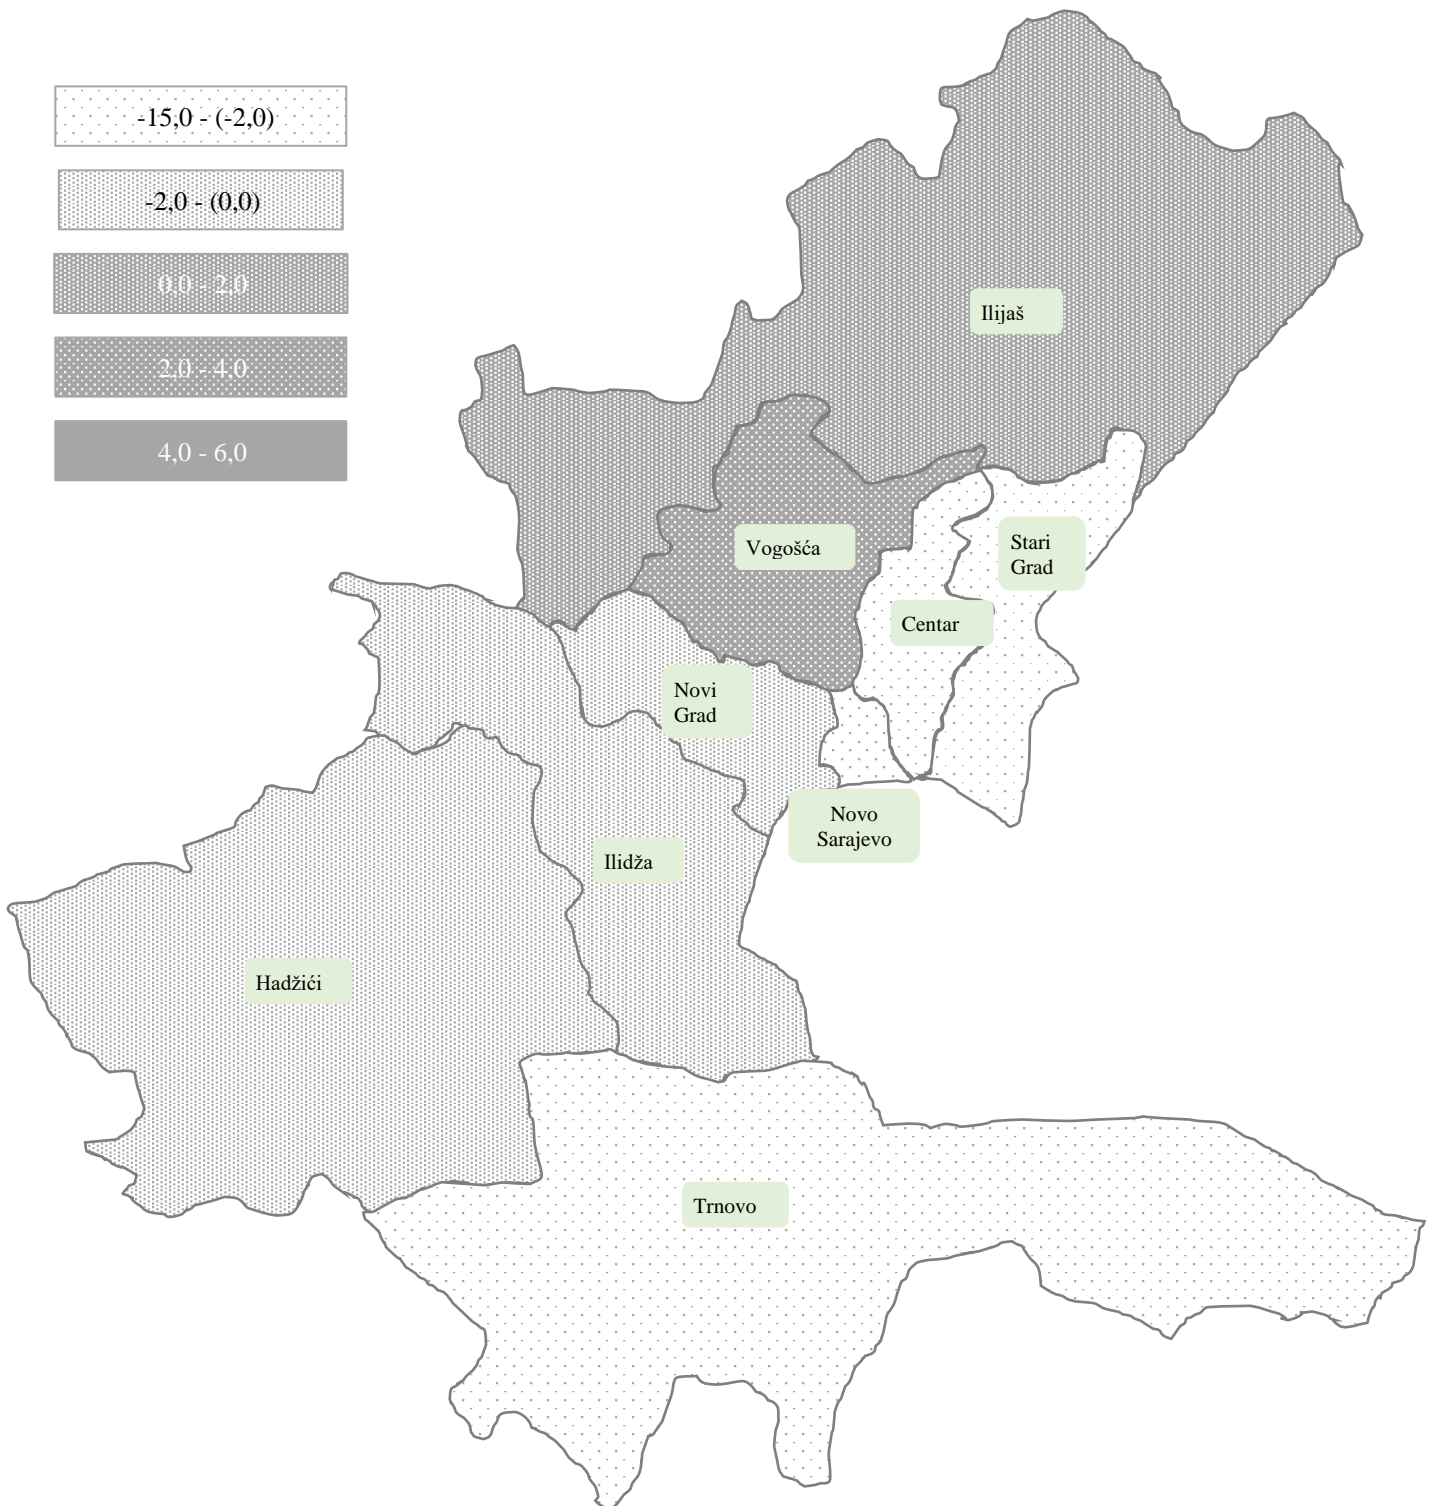 -15,0 - (-2,0)
-2,0 - (0,0)
0,0 - 2,0
2,0 - 4,0
4,0 - 6,0
Ilijaš
Vogošća
Stari
Grad
Centar
Novi
Grad
Novo
Sarajevo
Ilidža
Hadžići
Trnovo